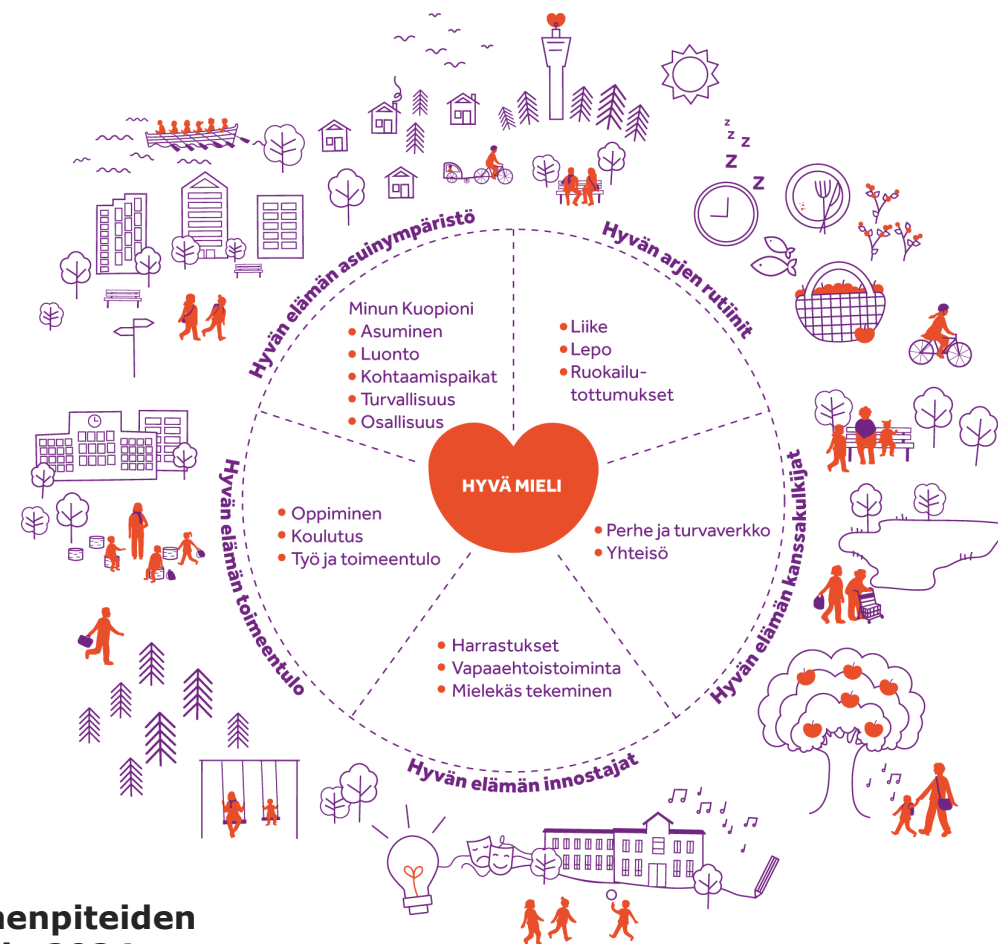 Hyvän elämän asuinympäristö
Minun Kuopioni
• Asuminen
• Luonto
• Kohtaamispaikat
• Turvallisuus
• Osallisuus
Hyvän arjen rutiinit
• Liike
• Lepo
• Ruokailu-
tottumukset
z
z
z
Z
Z
HYVÄ MIELI
Hyvän elämän toimeentulo
• Oppiminen
• Koulutus
• Työ ja toimeentulo
Hyvän elämän kanssakulkijat
• Perhe ja turvaverkko
• Yhteisö
• Harrastukset
• Vapaaehtoistoiminta
• Mielekäs tekeminen
Hyvän elämän innostajat